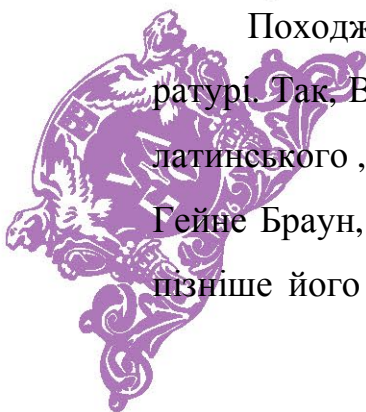 Походж
ратурі. Так, В
латинського ,
Гейне Браун,
пізніше його